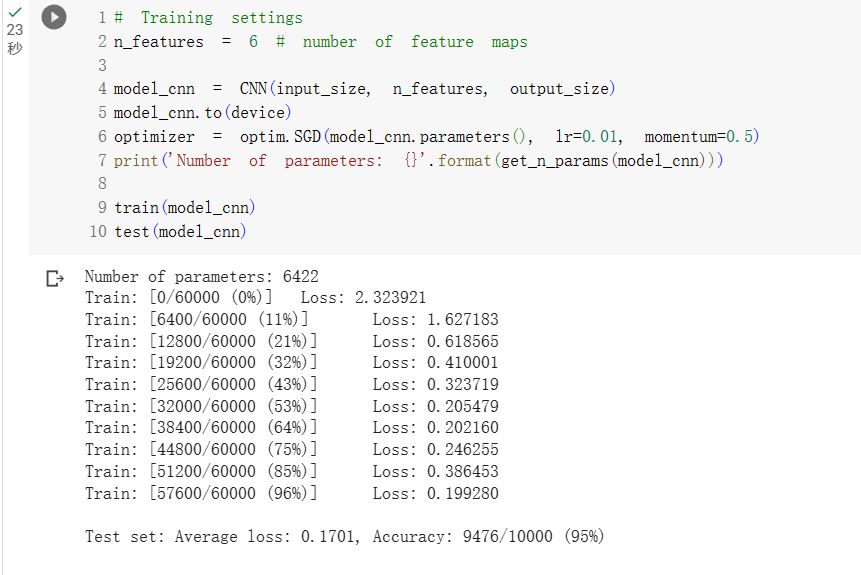 23
秒
1 # Training settings
2 n_features = 6 # number of feature maps
3
4 model_cnn = CNN(input_size, n_features, output_size)
5 model_cnn.to(device)
6 optimizer = optim.SGD(model_cnn.parameters(), lr=0.01, momentum=0.5)
7 print('Number of parameters: {}'.format(get_n_params(model_cnn)))
8
9 train(model_cnn)
10 test(model_cnn)
Number of parameters: 6422
Train: [0/60000 (0%)] Loss: 2.323921
Train: [6400/60000 (11%)] Loss: 1.627183
Train: [12800/60000 (21%)] Loss: 0.618565
Train: [19200/60000 (32%)] Loss: 0.410001
Train: [25600/60000 (43%)] Loss: 0.323719
Train: [32000/60000 (53%)] Loss: 0.205479
Train: [38400/60000 (64%)] Loss: 0.202160
Train: [44800/60000 (75%)] Loss: 0.246255
Train: [51200/60000 (85%)] Loss: 0.386453
Train: [57600/60000 (96%)] Loss: 0.199280
Test set: Average loss: 0.1701, Accuracy: 9476/10000 (95%)